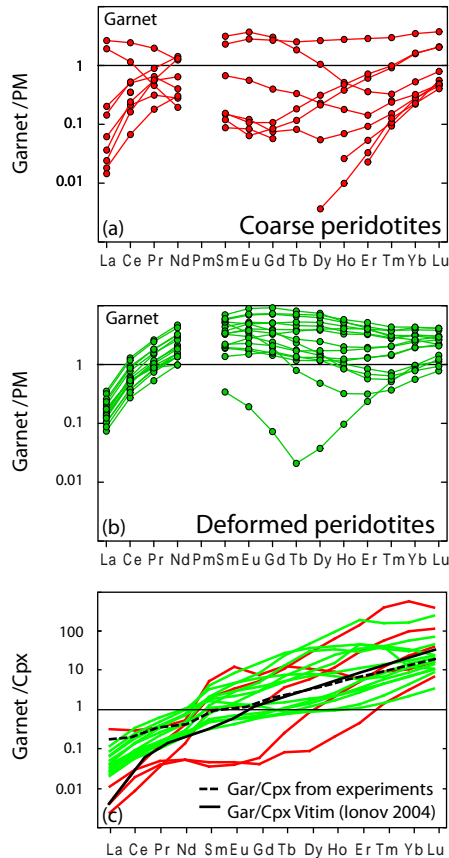 Garnet /PM
1
0.1
0.01
(a)
Coarse peridotites
La Ce Pr Nd Pm Sm Eu Gd Tb Dy Ho Er Tm Yb Lu
Garnet
Garnet /PM
1
0.1
0.01
(b)
Deformed peridotites
La Ce Pr Nd Pm Sm Eu Gd Tb Dy Ho Er Tm Yb Lu
Garnet /Cpx
100
10
1
0.1
0.01
Gar/Cpx from experiments
Gar/Cpx Vitim (Ionov 2004)
(c)
La Ce Pr Nd Pm Sm Eu Gd Tb Dy Ho Er Tm Yb Lu